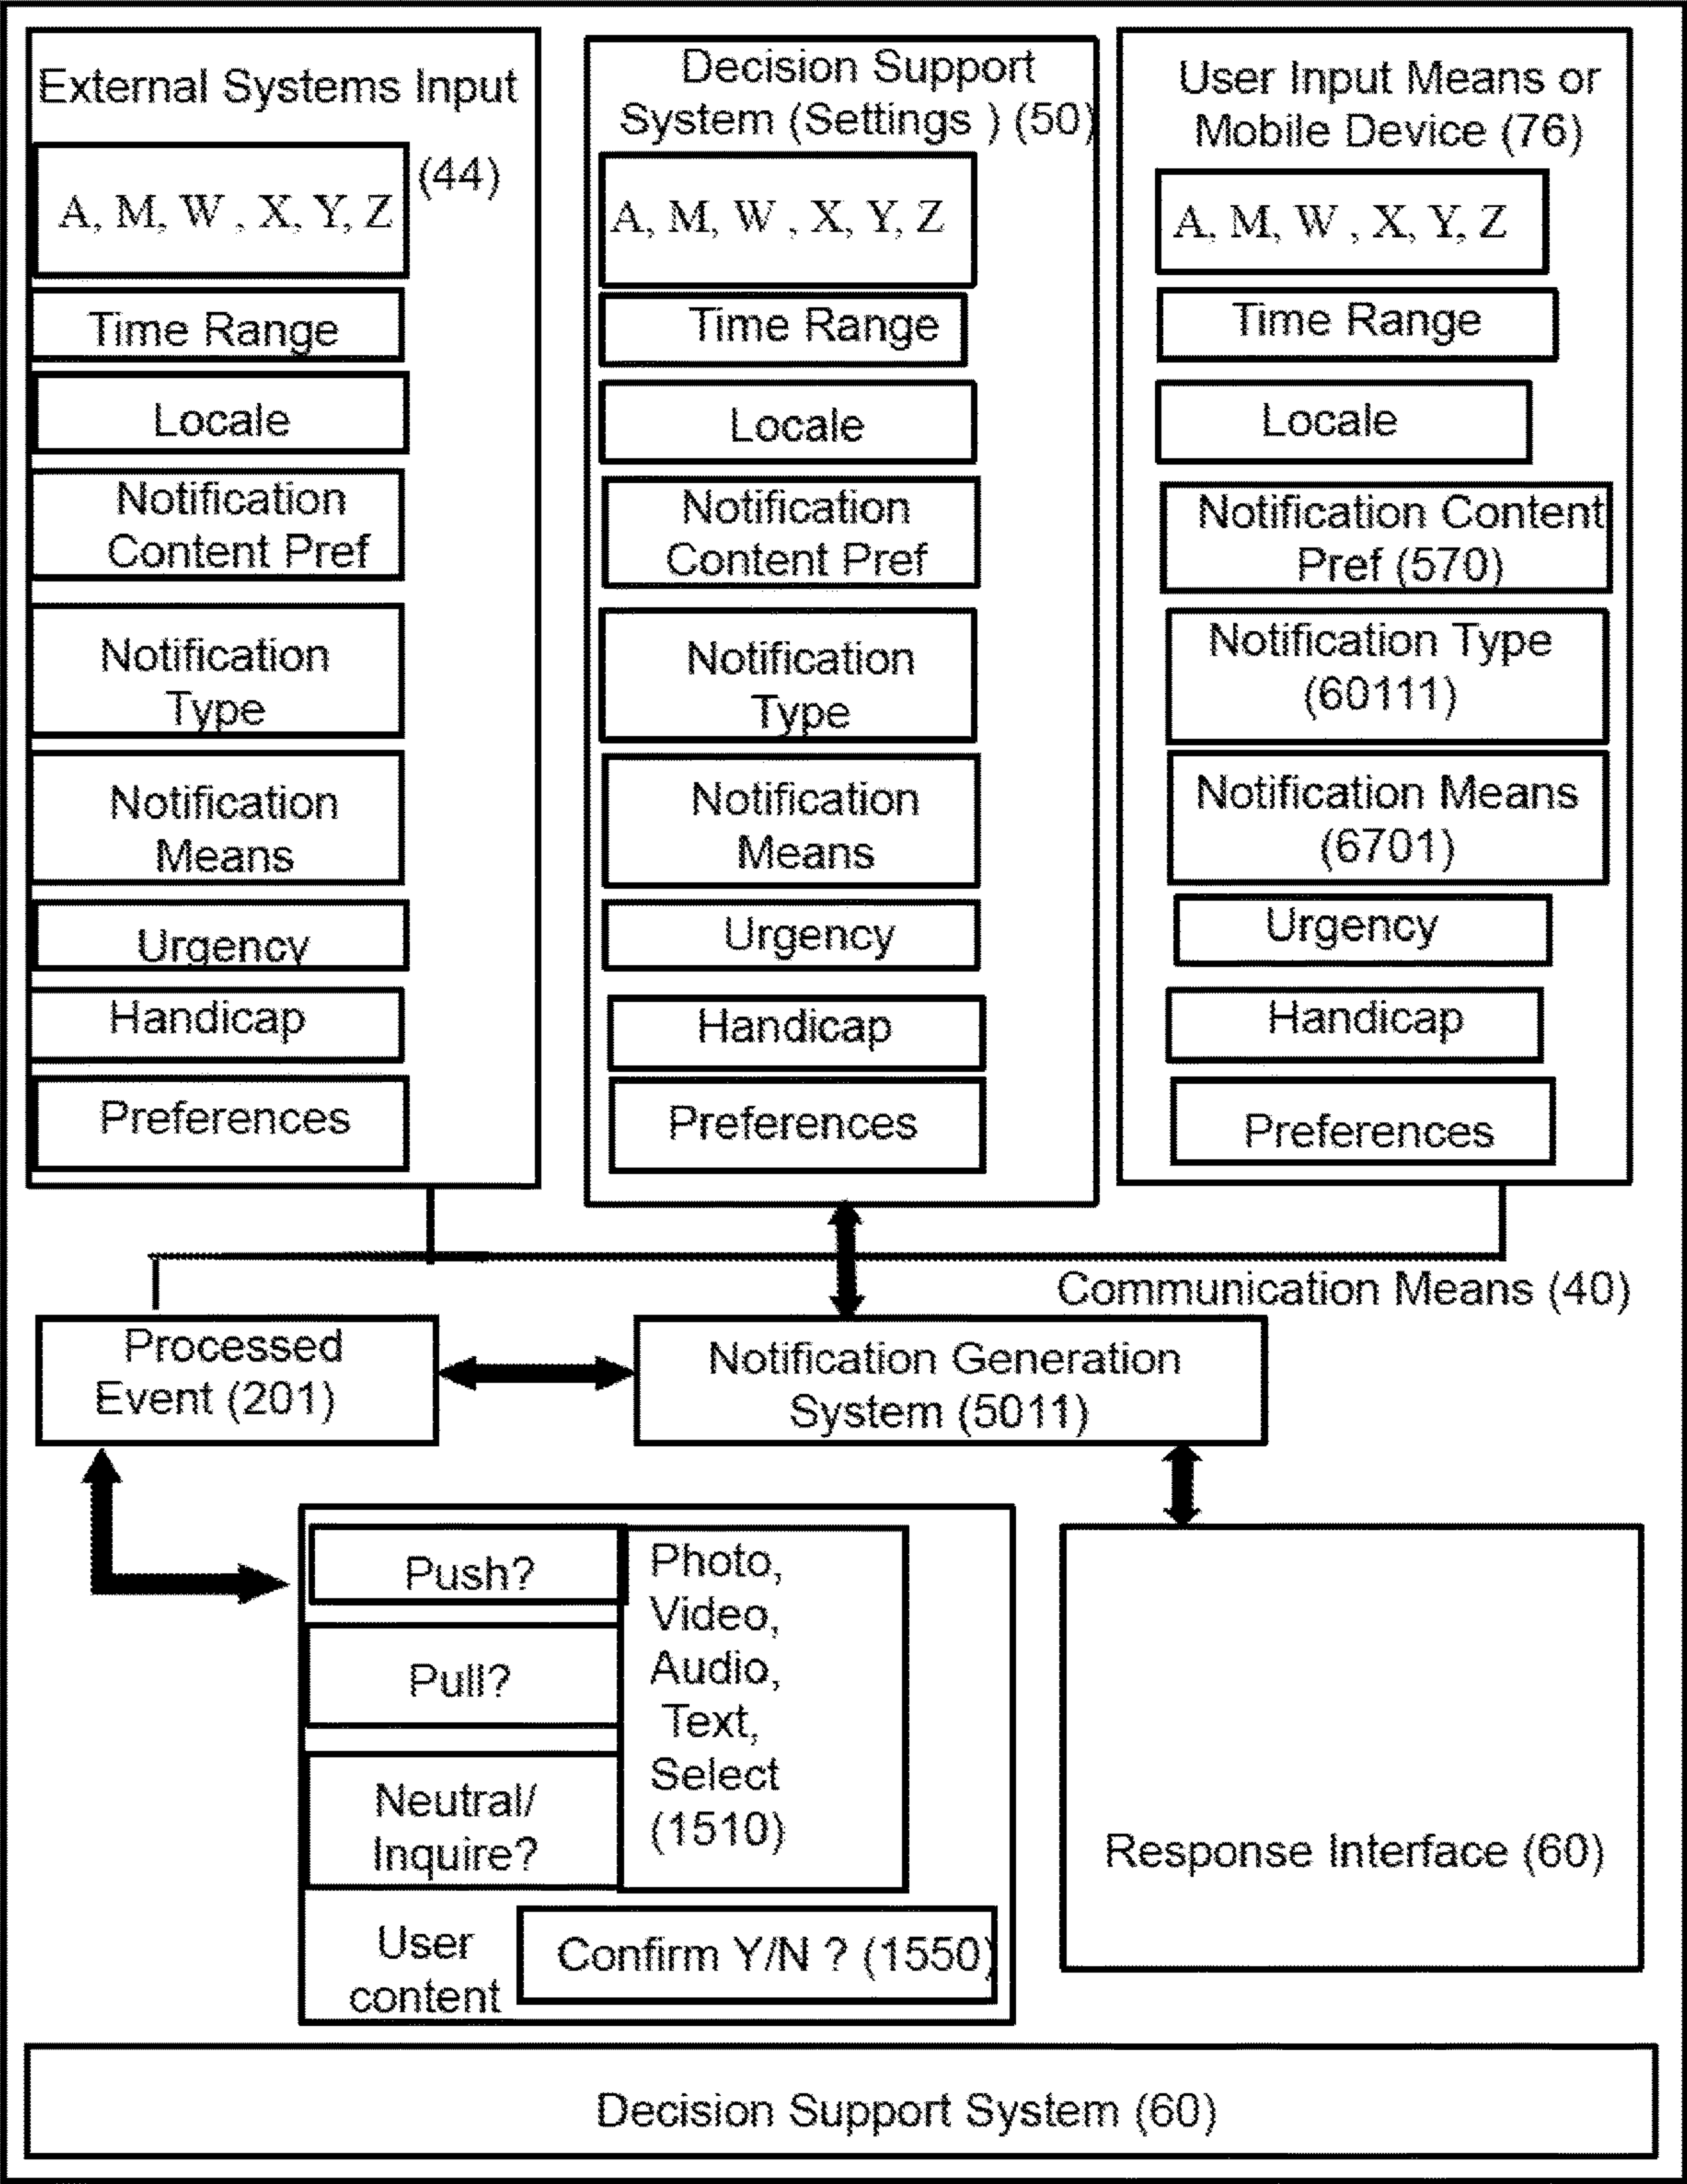 External Systems Input
(44)
A, M, W , X, Y, Z
Time Range
Locale
Notification
Content Pref
Notification
Type
Notification
Means
Urgency
Handicap
Preferences
Decision Support
System (Settings ) (50)
A, M, W , X, Y, Z
Time Range
Locale
Notification
Content Pref
Notification
Type
Notification
Means
Urgency
Handicap
Preferences
User Input Means or
Mobile Device (76)
A, M, W , X, Y, Z
Time Range
Locale
Notification Content
Pref (570)
Notification Type
(60111)
Notification Means
(6701)
Urgency
Handicap
Preferences
Communication Means (40)
Processed
Event (201)
Notification Generation
System (5011)
Push?
Pull?
Neutral/
Inquire?
Photo,
Video,
Audio,
Text,
Select
(1510)
User
content
Confirm Y/N ? (1550)
Response Interface (60)
Decision Support System (60)